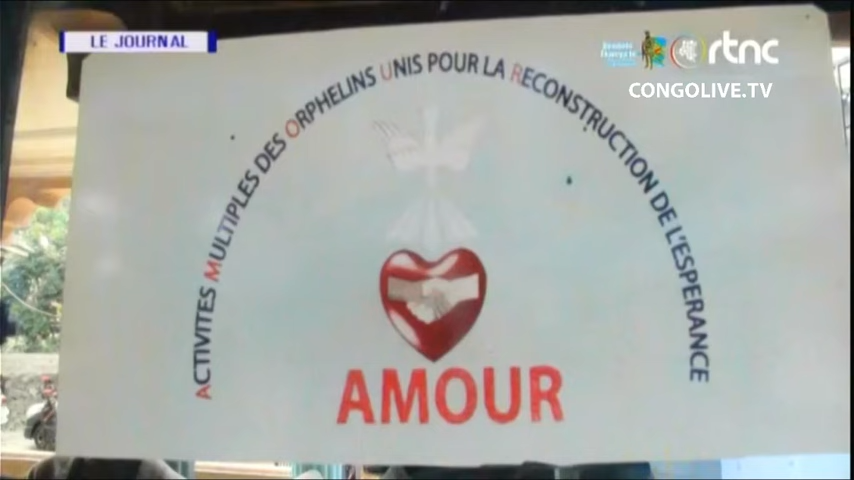 LE JOURNAL
rtnc
CONGOLIVE.TV
ACTIVITES MULTIPLES DES ORPHELINS UNIS POUR LA RECONSTRUCTION DE L'ESPERANCE
AMOUR